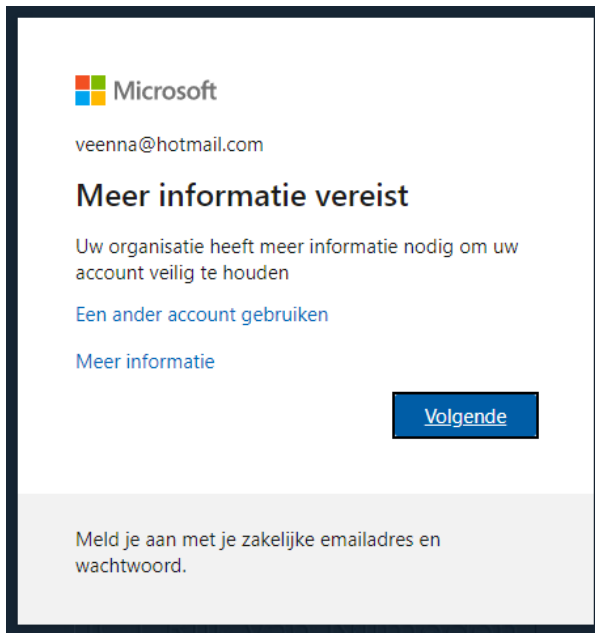 Microsoft
veenna@hotmail.com
Meer informatie vereist
Uw organisatie heeft meer informatie nodig om uw
account veilig te houden
Een ander account gebruiken
Meer informatie
Volgende
Meld je aan met je zakelijke emailadres en
wachtwoord.